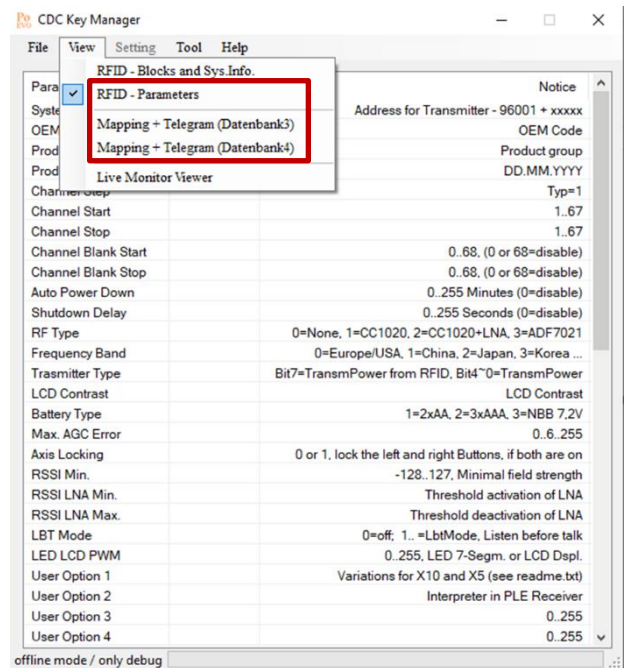 CDC Key Manager
File View Setting Tool Help
RFID - Blocks and Sys.Info.
RFID - Parameters
Mapping + Telegram (Datenbank3)
Mapping + Telegram (Datenbank4)
Live Monitor Viewer
Para Notice
Syste Address for Transmitter - 96001 + xxxxx
OEM OEM Code
Prod Product group
Prod DD.MM.YYYY
Channel Step Typ=1
Channel Start 1..67
Channel Stop 1..67
Channel Blank Start 0..68, (0 or 68=disable)
Channel Blank Stop 0..68, (0 or 68=disable)
Auto Power Down 0..255 Minutes (0=disable)
Shutdown Delay 0..255 Seconds (0=disable)
RF Type 0=None, 1=CC1020, 2=CC1020+LNA, 3=ADF7021
Frequency Band 0=Europe/USA, 1=China, 2=Japan, 3=Korea ...
Trasmitter Type Bit7=TransmPower from RFID, Bit4~0=TransmPower
LCD Contrast LCD Contrast
Battery Type 1=2xAA, 2=3xAAA, 3=NBB 7,2V
Max. AGC Error 0..6..255
Axis Locking 0 or 1, lock the left and right Buttons, if both are on
RSSI Min. -128..127, Minimal field strength
RSSI LNA Min. Threshold activation of LNA
RSSI LNA Max. Threshold deactivation of LNA
LBT Mode 0=off; 1.. =LbtMode, Listen before talk
LED LCD PWM 0..255, LED 7-Segm. or LCD Dspl.
User Option 1 Variations for X10 and X5 (see readme.txt)
User Option 2 Interpreter in PLE Receiver
User Option 3 0..255
User Option 4 0..255
offline mode / only debug